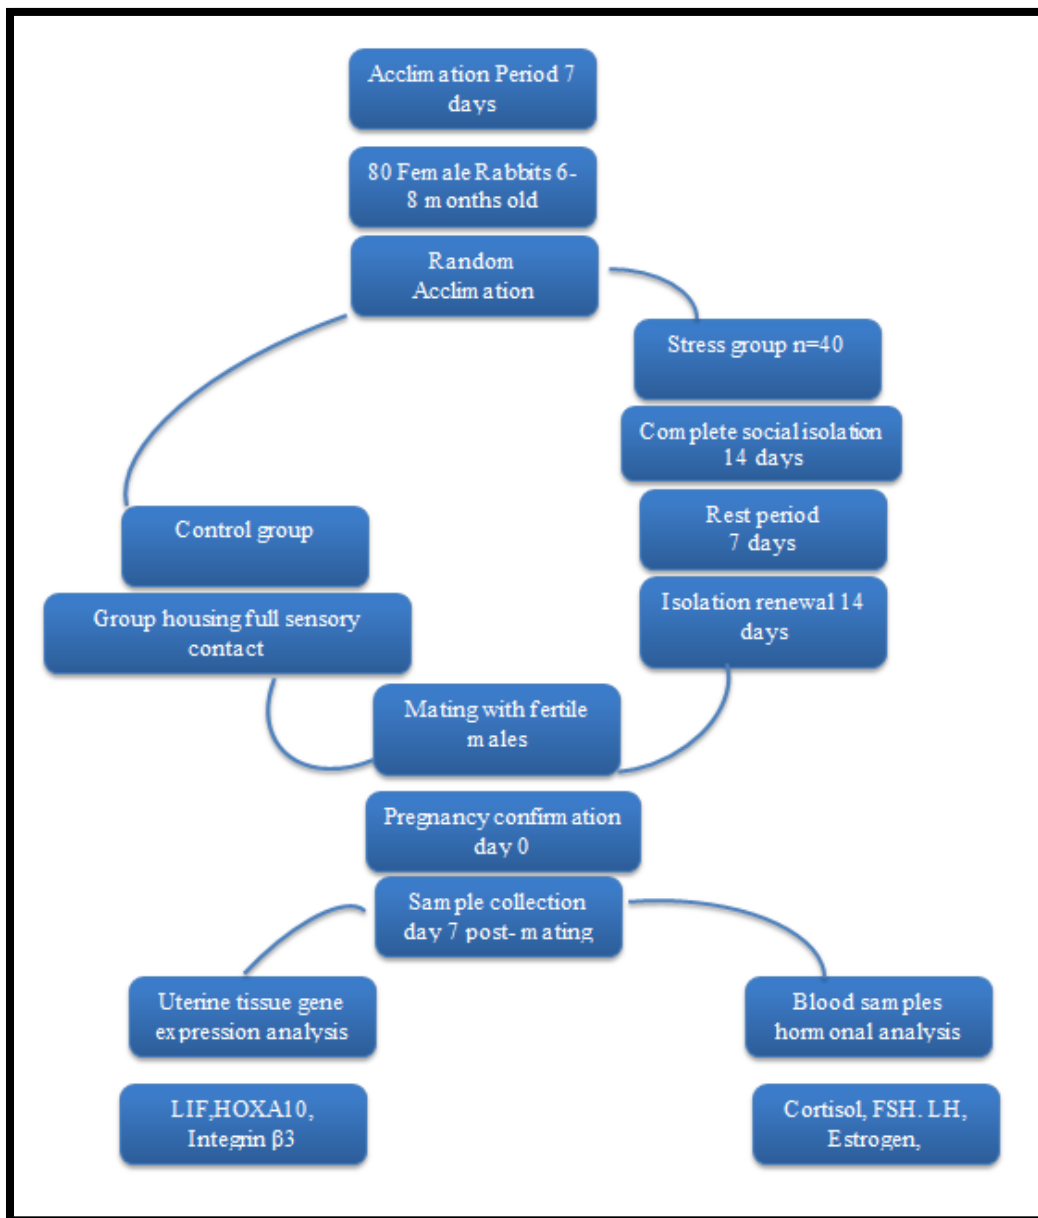 Acclimation Period 7
days
80 Female Rabbits 6-
8 months old
Random
Acclimation
Stress group n=40
Complete social isolation
14 days
Rest period
7 days
Isolation renewal 14
days
Control group
Group housing full sensory
contact
Mating with fertile
males
Pregnancy confirmation
day 0
Sample collection
day 7 post-mating
Uterine tissue gene
expression analysis
LIF,HOXA10,
Integrin β3
Blood samples
hormonal analysis
Cortisol, FSH. LH,
Estrogen,